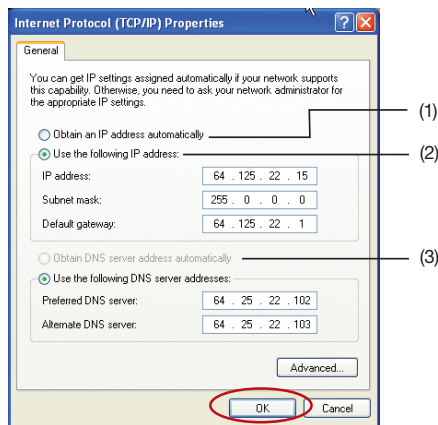 Internet Protocol (TCP/IP) Properties
General
You can get IP settings assigned automatically if your network supports
this capability. Otherwise, you need to ask your network administrator for
the appropriate IP settings.
Obtain an IP address automatically
(1)
Use the following IP address:
(2)
IP address: 64 . 125 . 22 . 15
Subnet mask: 255 . 0 . 0 . 0
Default gateway: 64 . 125 . 22 . 1
Obtain DNS server address automatically
(3)
Use the following DNS server addresses:
Preferred DNS server: 64 . 25 . 22 . 102
Alternate DNS server: 64 . 25 . 22 . 103
Advanced...
OK Cancel